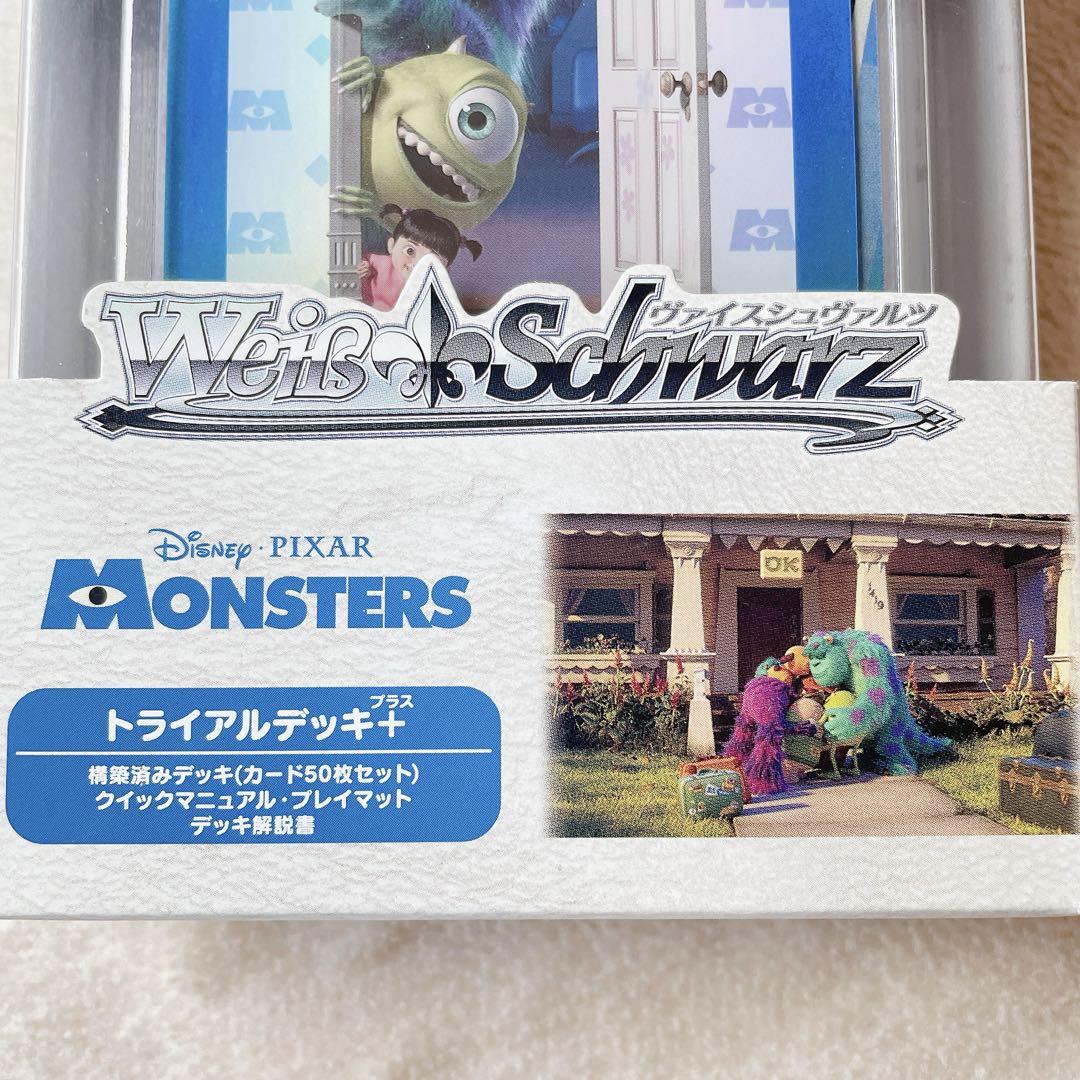 ヴァイスシュヴァルツ
Weiß Schwarz
Disney・PIXAR
MONSTERS
OK
1419
プラス
トライアルデッキ+
構築済みデッキ(カード50枚セット)
クイックマニュアル・プレイマット
デッキ解説書